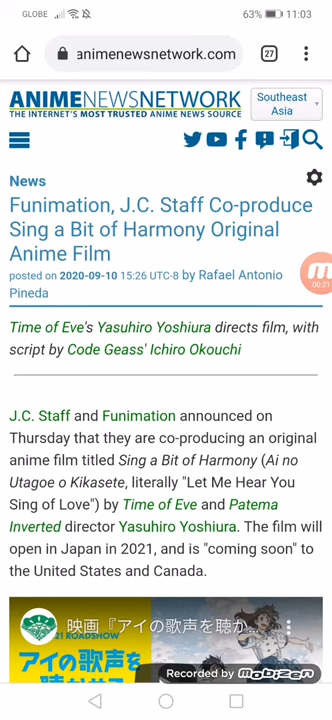 GLOBE 63% 11:03
animenewsnetwork.com 27
ANIMENEWSNETWORK
THE INTERNET'S MOST TRUSTED ANIME NEWS SOURCE
Southeast
Asia
News
Funimation, J.C. Staff Co-produce
Sing a Bit of Harmony Original
Anime Film
posted on 2020-09-10 15:26 UTC-8 by Rafael Antonio
Pineda
00:21
Time of Eve's Yasuhiro Yoshiura directs film, with
script by Code Geass' Ichiro Okouchi
J.C. Staff and Funimation announced on
Thursday that they are co-producing an original
anime film titled Sing a Bit of Harmony (Ai no
Utagoe o Kikasete, literally "Let Me Hear You
Sing of Love") by Time of Eve and Patema
Inverted director Yasuhiro Yoshiura. The film will
open in Japan in 2021, and is "coming soon" to
the United States and Canada.
映画『アイの歌声を聴か...
21 ROADSHOW
アイの歌声を
Recorded by mobizen